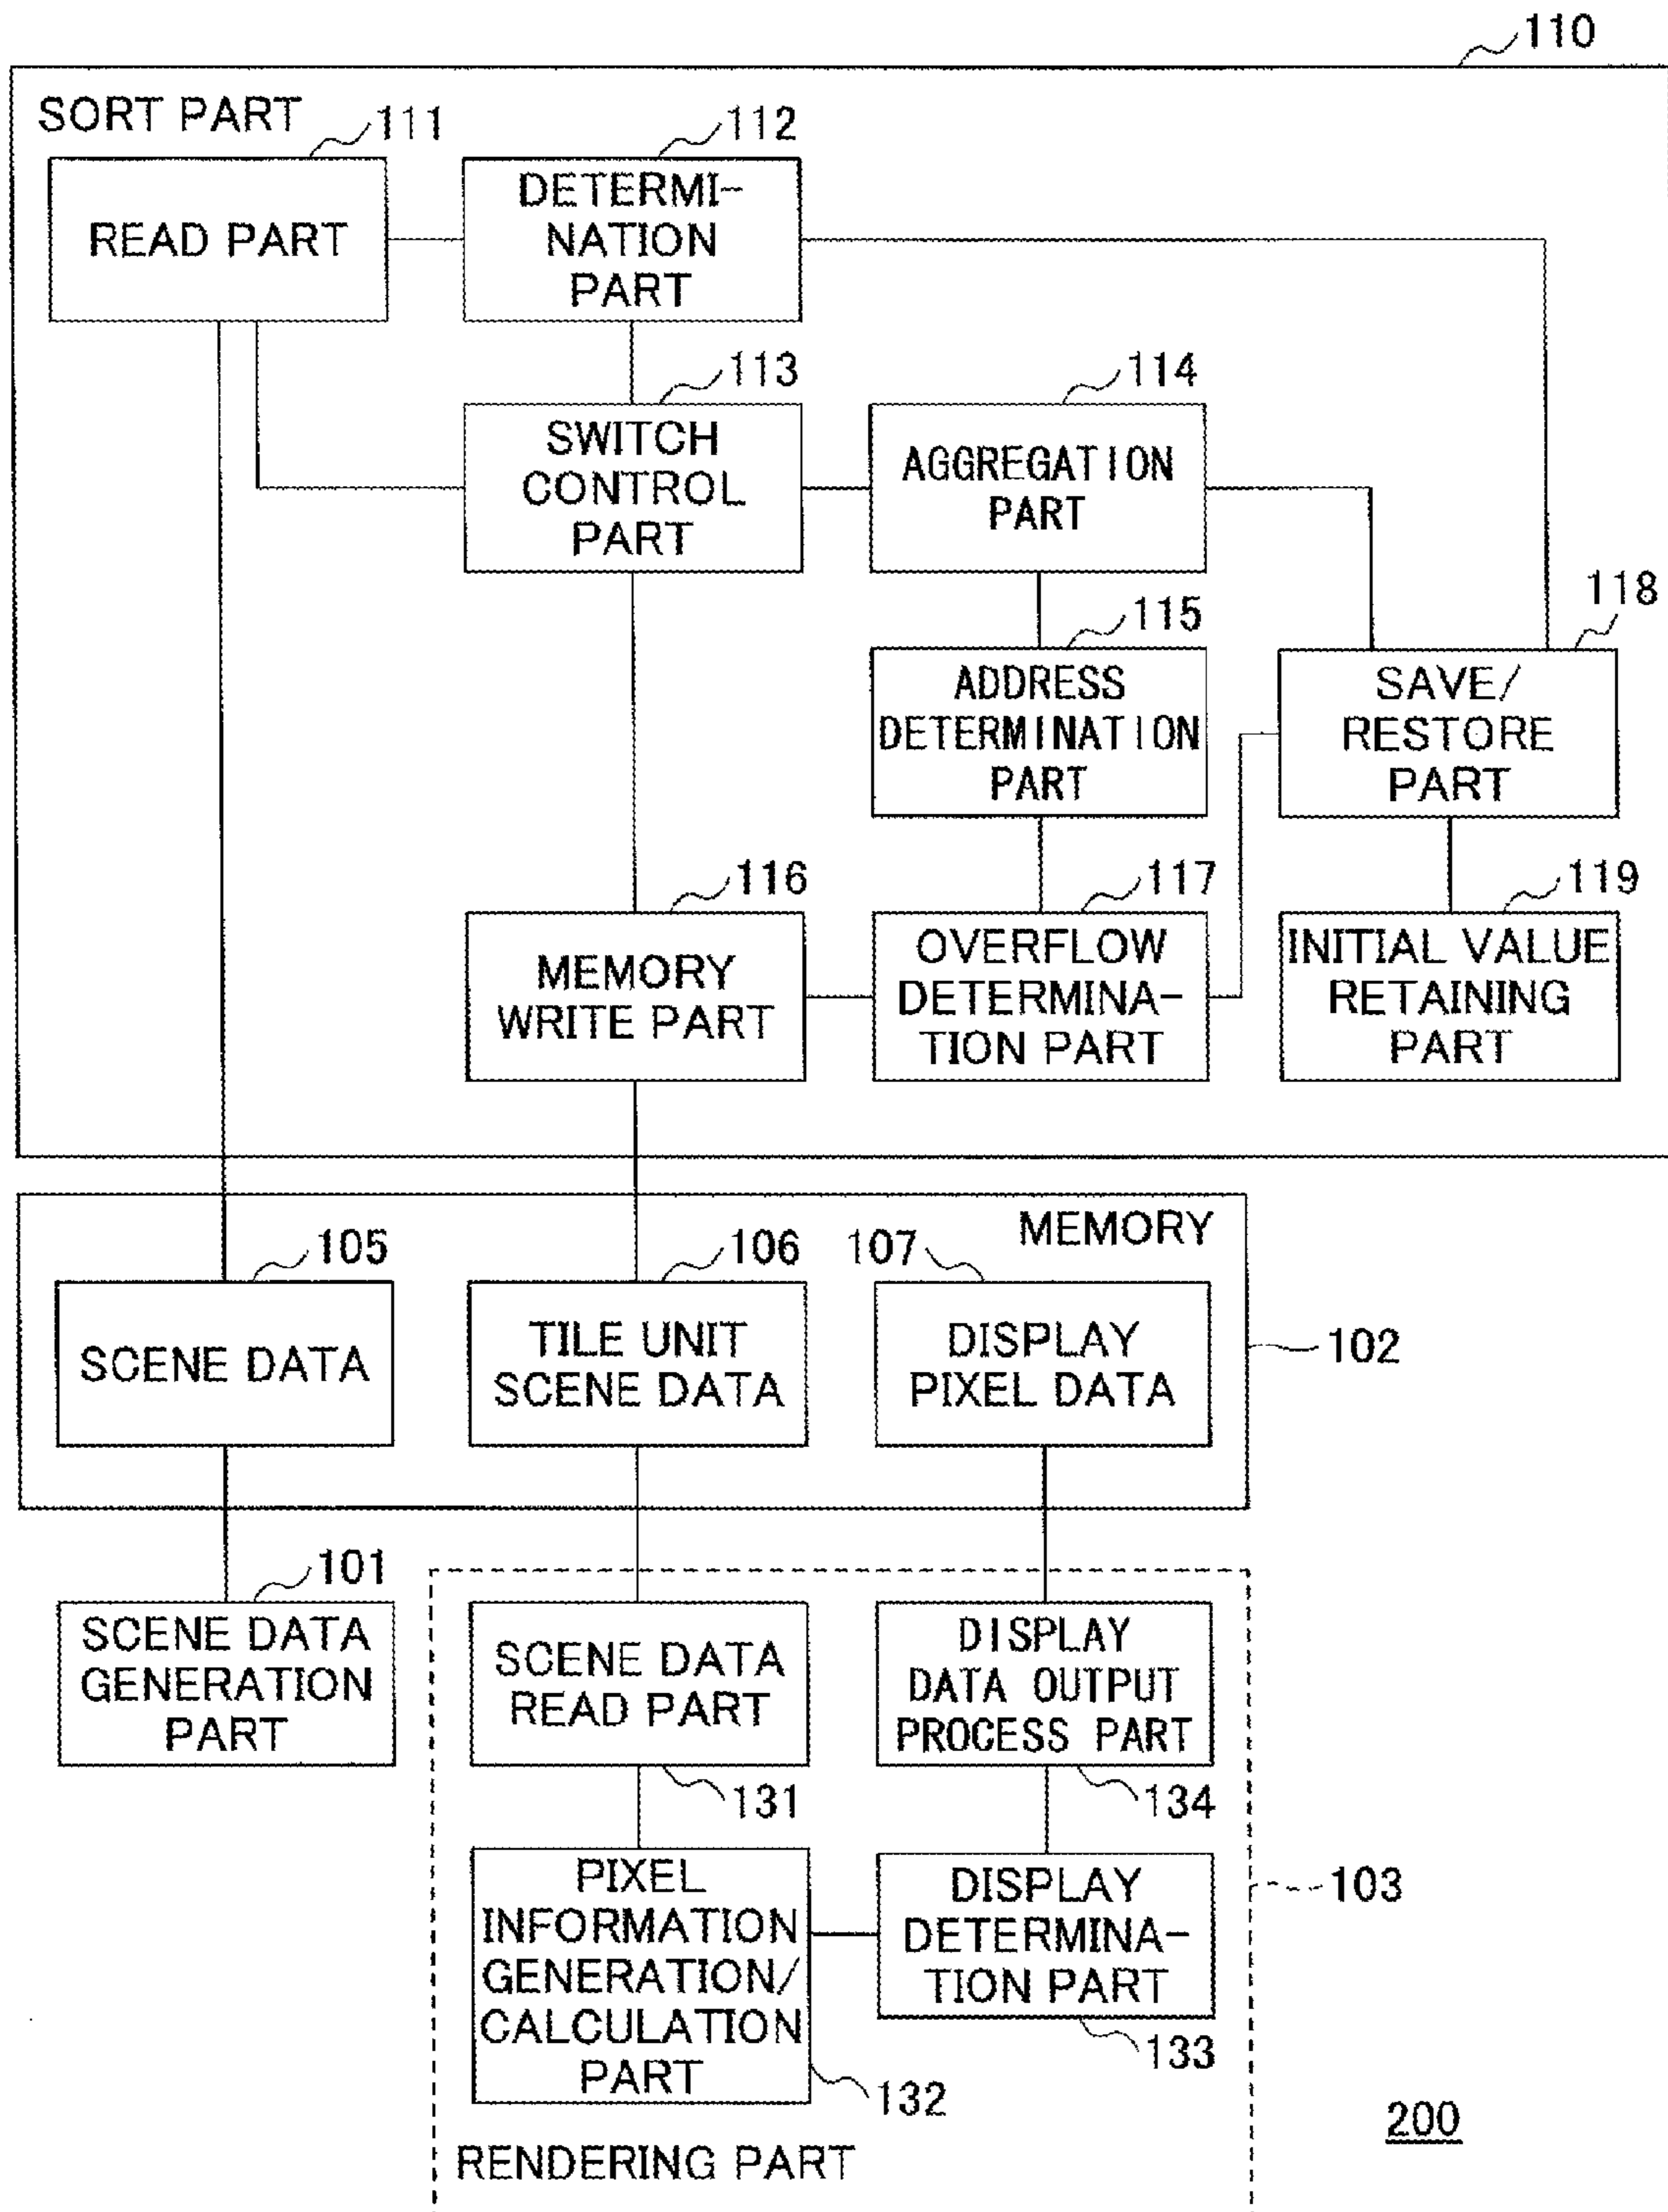 110
SORT PART
111
112
READ PART
DETERMI-
NATION
PART
113
114
SWITCH
CONTROL
PART
AGGREGATION
PART
115
118
ADDRESS
DETERMINATION
PART
SAVE/
RESTORE
PART
116
117
119
MEMORY
WRITE PART
OVERFLOW
DETERMINA-
TION PART
INITIAL VALUE
RETAINING
PART
MEMORY
105
106
107
SCENE DATA
TILE UNIT
SCENE DATA
DISPLAY
PIXEL DATA
102
101
SCENE DATA
GENERATION
PART
SCENE DATA
READ PART
DISPLAY
DATA OUTPUT
PROCESS PART
131
134
PIXEL
INFORMATION
GENERATION/
CALCULATION
PART
DISPLAY
DETERMINA-
TION PART
103
132
133
RENDERING PART
200